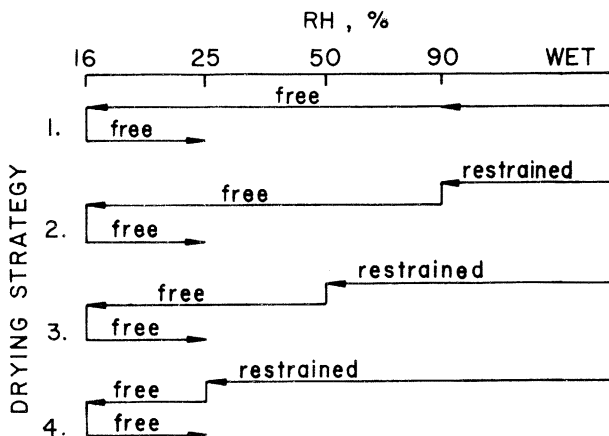 RH , %
16 25 50 90 WET
free
1.
free
restrained
free
2.
free
restrained
free
3.
free
restrained
free
4.
free
DRYING STRATEGY